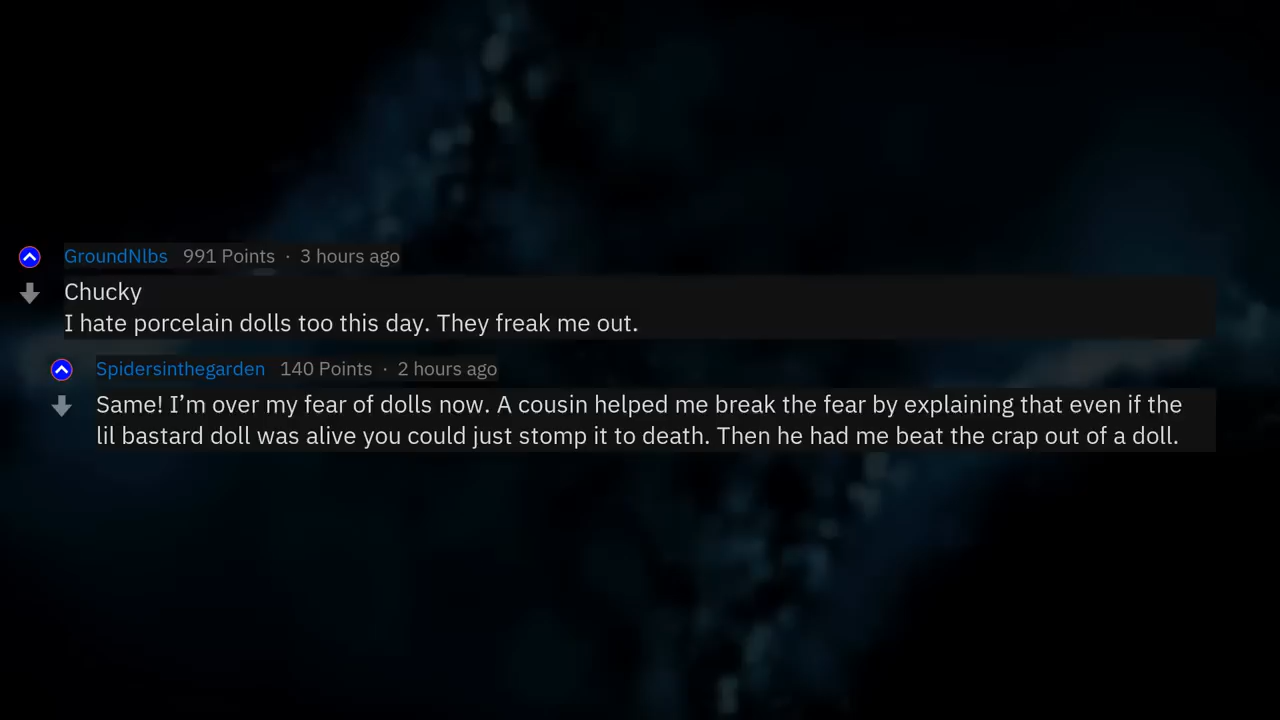 GroundNlbs 991 Points · 3 hours ago
Chucky
I hate porcelain dolls too this day. They freak me out.
Spidersinthegarden 140 Points · 2 hours ago
Same! I’m over my fear of dolls now. A cousin helped me break the fear by explaining that even if the
lil bastard doll was alive you could just stomp it to death. Then he had me beat the crap out of a doll.